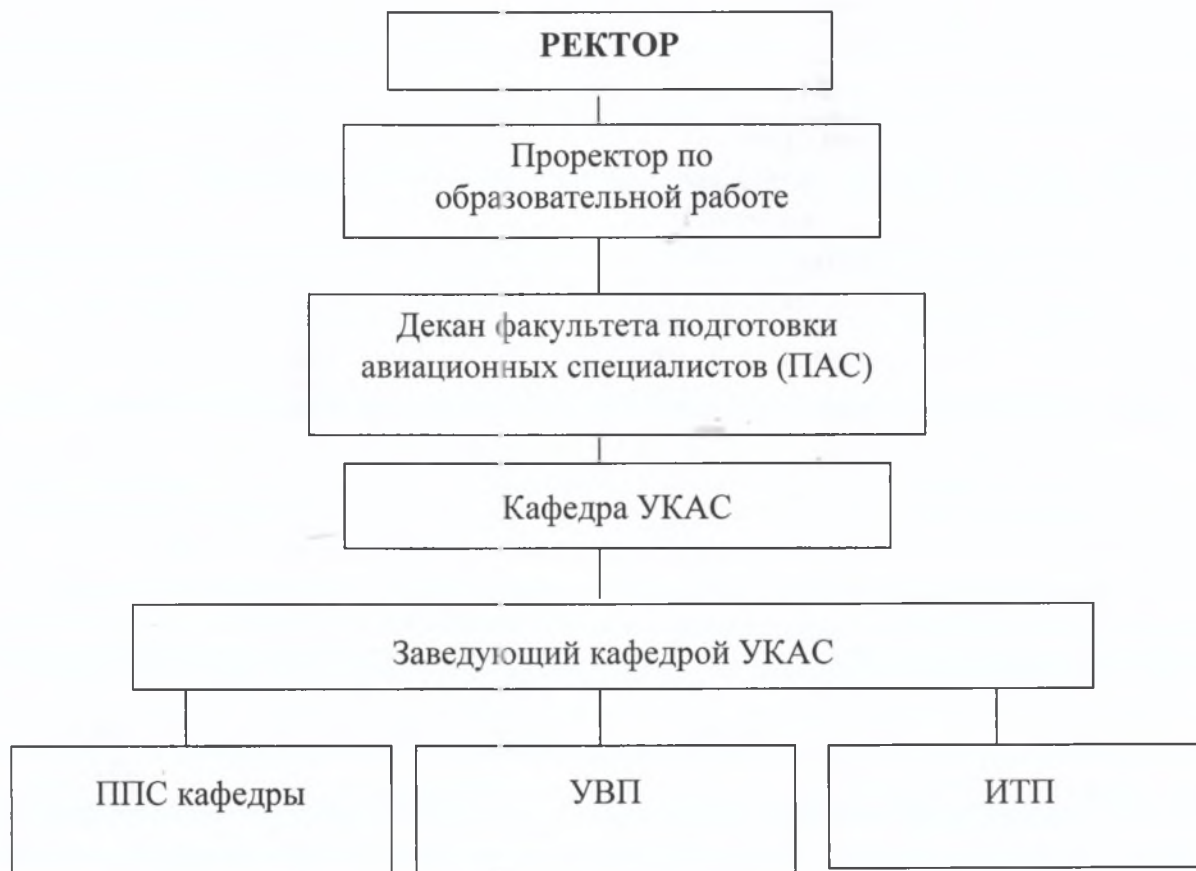 РЕКТОР
Проректор по
образовательной работе
Декан факультета подготовки
авиационных специалистов (ПАС)
Кафедра УКАС
Заведующий кафедрой УКАС
ППС кафедры
УВП
ИТП